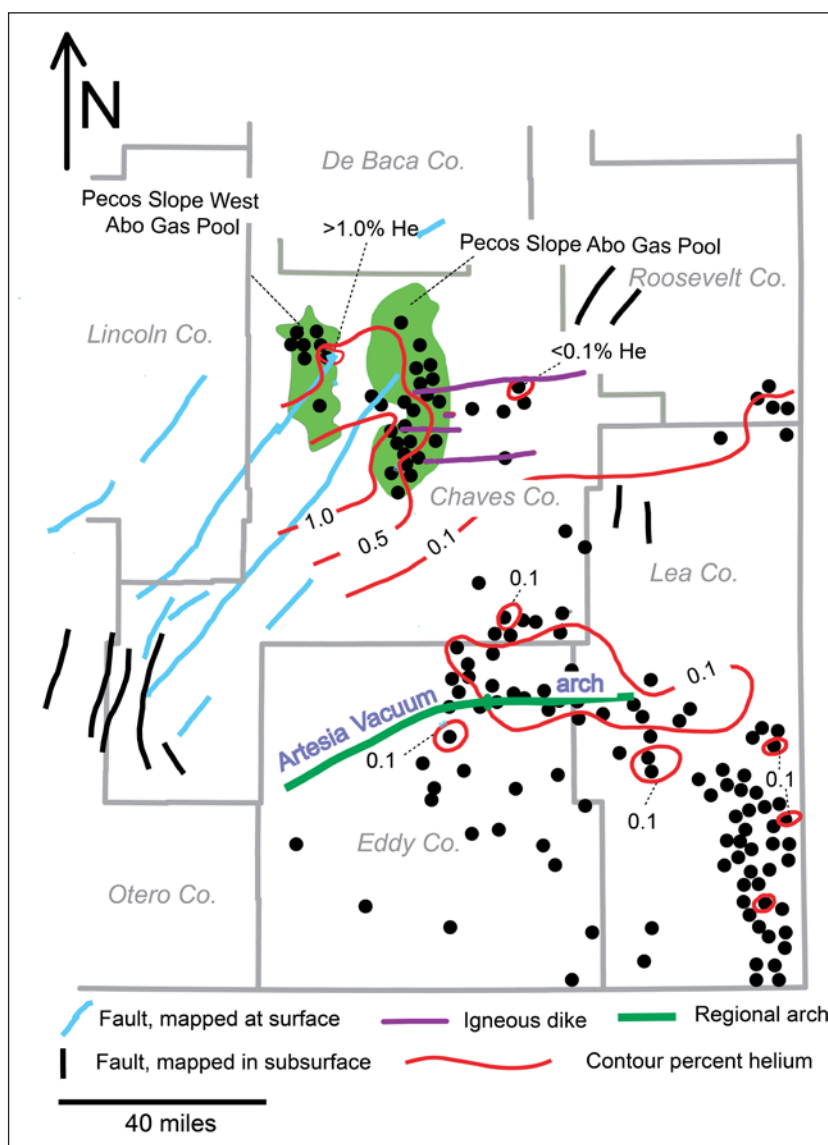 N
De Baca Co.
Pecos Slope West
Abo Gas Pool
>1.0% He
Pecos Slope Abo Gas Pool
Roosevelt Co.
Lincoln Co.
<0.1% He
Chaves Co.
1.0
0.5
0.1
Lea Co.
0.1
0.1
Artesia Vacuum arch
0.1
0.1
0.1
Eddy Co.
Otero Co.
Fault, mapped at surface
Igneous dike
Regional arch
Fault, mapped in subsurface
Contour percent helium
40 miles